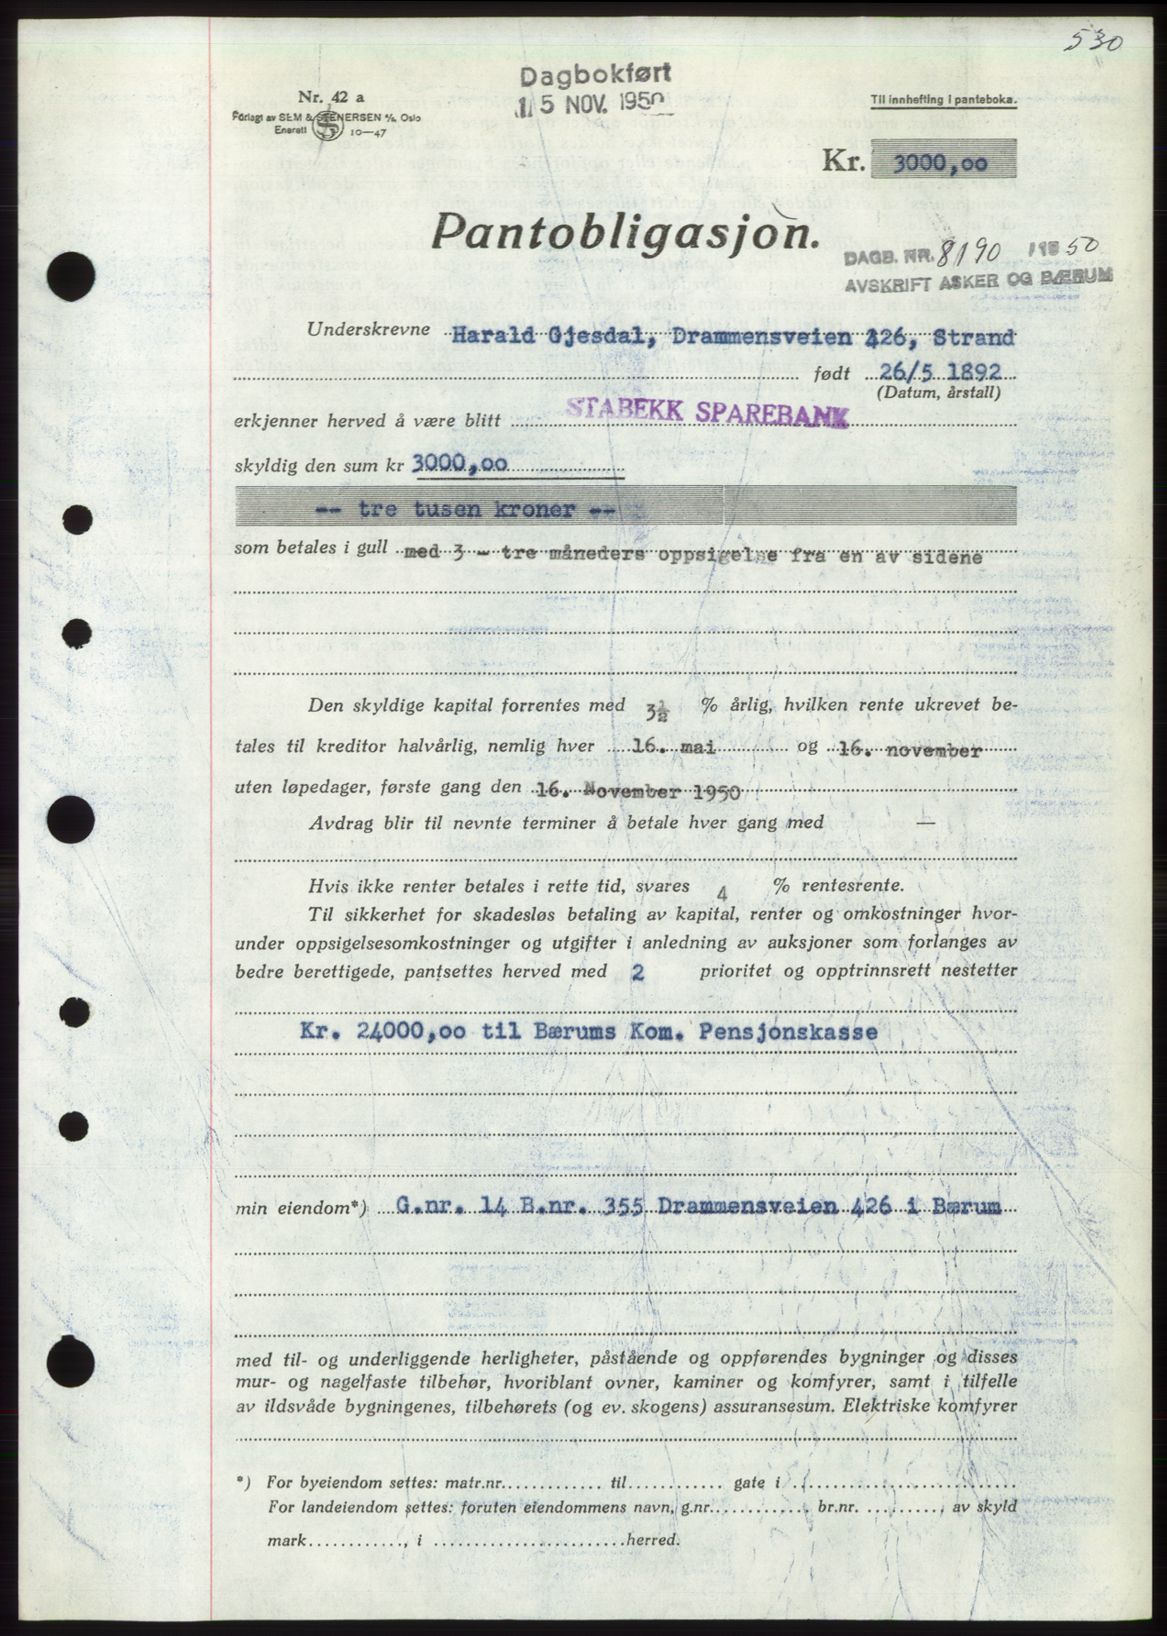 530
Dagbokført
15 NOV. 1950
Nr. 42 a
Forlagt av SEM & STENERSEN A/S, Oslo
Enerett 10—47
Til innhefting i panteboka.
Kr. 3000,00
Pantobligasjon.
DAGB. NR. 8190 1950
AVSKRIFT ASKER OG BÆRUM
Underskrevne Harald Gjesdal, Drammensveien 426, Strand
født 26/5 1892
(Datum, årstall)
erkjenner herved å være blitt STABEKK SPAREBANK
skyldig den sum kr 3000,00
-- tre tusen kroner --
som betales i gull med 3 - tre måneders oppsigelse fra en av sidene
Den skyldige kapital forrentes med 3½ % årlig, hvilken rente ukrevet be-
tales til kreditor halvårlig, nemlig hver 16. mai og 16. november
uten løpedager, første gang den 16. November 1950
Avdrag blir til nevnte terminer å betale hver gang med —
Hvis ikke renter betales i rette tid, svares 4 % rentesrente.
Til sikkerhet for skadesløs betaling av kapital, renter og omkostninger hvor-
under oppsigelsesomkostninger og utgifter i anledning av auksjoner som forlanges av
bedre berettigede, pantsettes herved med 2 prioritet og opptrinnsrett nestetter
Kr. 24000,00 til Bærums Kom. Pensjonskasse
min eiendom*) G.nr. 14 B.nr. 355 Drammensveien 426 i Bærum
med til- og underliggende herligheter, påstående og oppførendes bygninger og disses
mur- og nagelfaste tilbehør, hvoriblant ovner, kaminer og komfyrer, samt i tilfelle
av ildsvåde bygningenes, tilbehørets (og ev. skogens) assuransesum. Elektriske komfyrer
*) For byeiendom settes: matr.nr............. til............ gate i .............................
For landeiendom settes: foruten eiendommens navn, g.nr............., br.nr. .........., av skyld
mark............, i .........................herred.